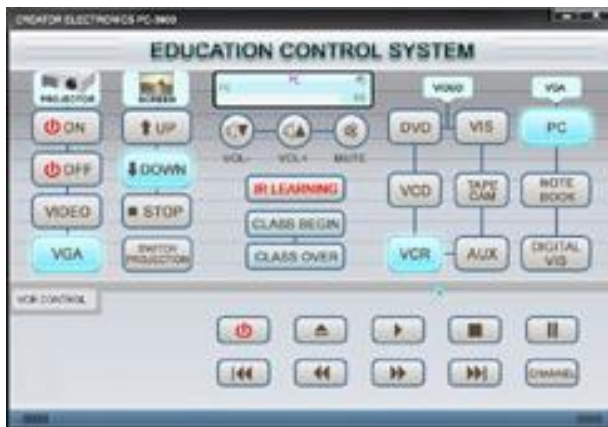 CREATOR ELECTRONICS PC-3900
EDUCATION CONTROL SYSTEM
PROJECTOR
SCREEN
PC
VIDEO
VGA
ON
UP
DVD
VIS
PC
VOL-
VOL+
MUTE
OFF
DOWN
IR LEARNING
VCD
TAPE CAM
NOTE BOOK
VIDEO
STOP
CLASS BEGIN
VGA
SWITCH PROJECTION
CLASS OVER
VCR
AUX
DIGITAL VIS
VCR CONTROL
CHANNEL